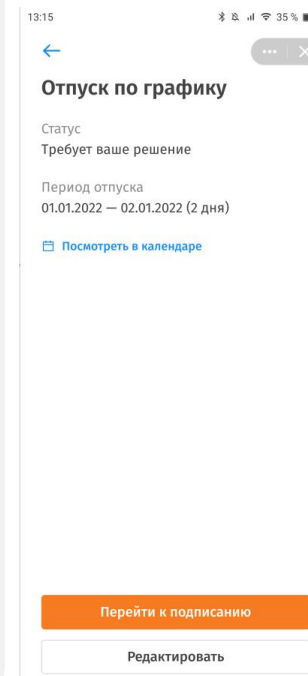 13:15
35 %
Отпуск по графику
Статус
Требует ваше решение
Период отпуска
01.01.2022 — 02.01.2022 (2 дня)
Посмотреть в календаре
Перейти к подписанию
Редактировать